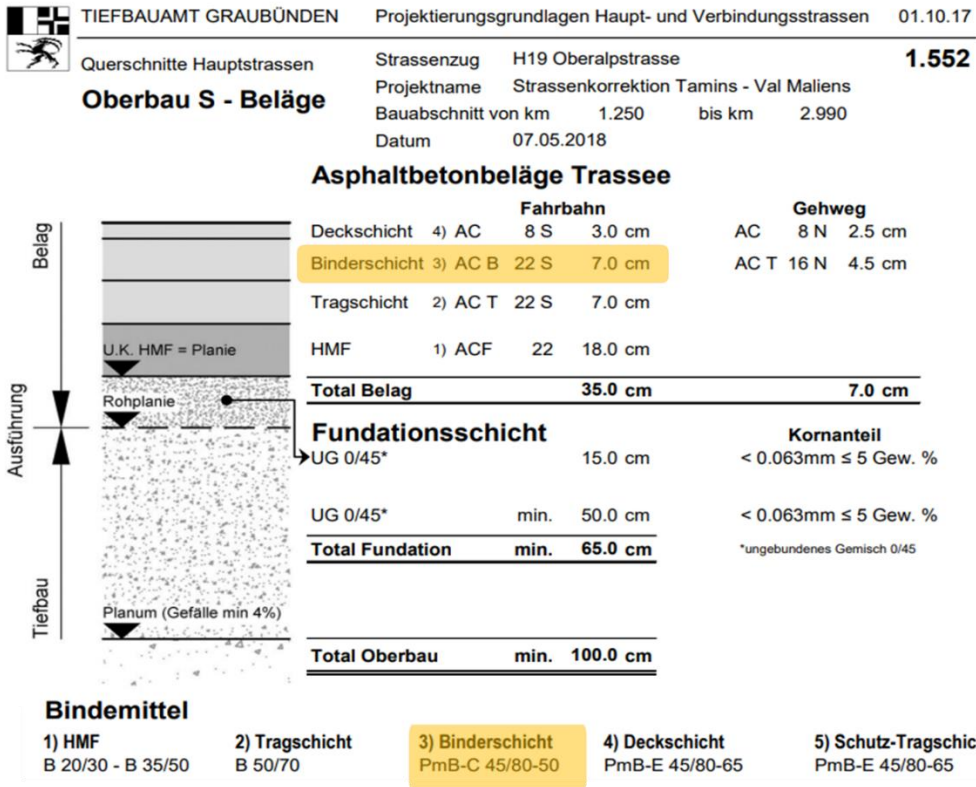 TIEFBAUAMT GRAUBÜNDEN Projektierungsgrundlagen Haupt- und Verbindungsstrassen 01.10.17
Querschnitte Hauptstrassen Strassenzug H19 Oberalpstrasse 1.552
Oberbau S - Beläge Projektname Strassenkorrektion Tamins - Val Maliens
Bauabschnitt von km 1.250 bis km 2.990
Datum 07.05.2018
Asphaltbetonbeläge Trassee
Fahrbahn Gehweg
Deckschicht 4) AC 8 S 3.0 cm AC 8 N 2.5 cm
Binderschicht 3) AC B 22 S 7.0 cm AC T 16 N 4.5 cm
Tragschicht 2) AC T 22 S 7.0 cm
HMF 1) ACF 22 18.0 cm
Total Belag 35.0 cm 7.0 cm
Fundationsschicht Kornanteil
UG 0/45* 15.0 cm < 0.063mm ≤ 5 Gew. %
UG 0/45* min. 50.0 cm < 0.063mm ≤ 5 Gew. %
Total Fundation min. 65.0 cm *ungebundenes Gemisch 0/45
Total Oberbau min. 100.0 cm
Belag
Ausführung
Tiefbau
U.K. HMF = Planie
Rohplanie
Planum (Gefälle min 4%)
Bindemittel
1) HMF 2) Tragschicht 3) Binderschicht 4) Deckschicht 5) Schutz-Tragschic
B 20/30 - B 35/50 B 50/70 PmB-C 45/80-50 PmB-E 45/80-65 PmB-E 45/80-65